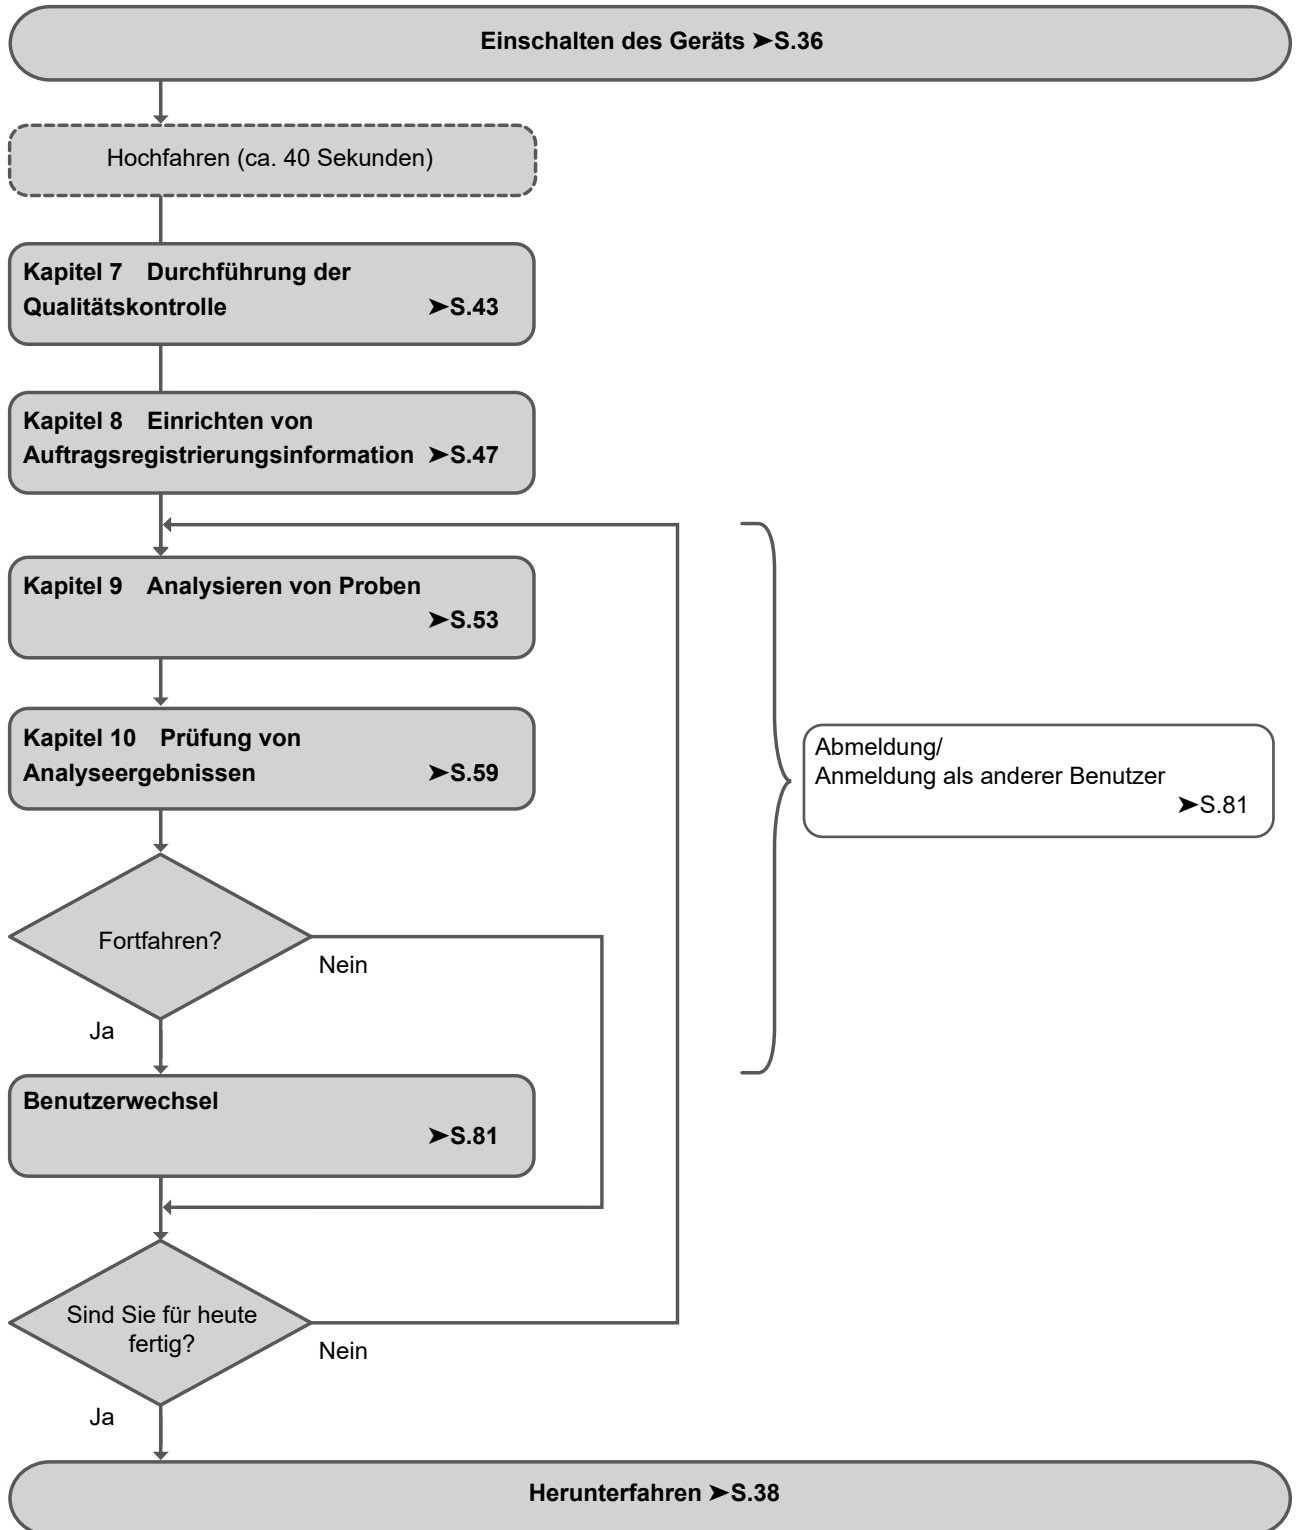 Einschalten des Geräts ➤S.36
Hochfahren (ca. 40 Sekunden)
Kapitel 7 Durchführung der
Qualitätskontrolle ➤S.43
Kapitel 8 Einrichten von
Auftragsregistrierungsinformation ➤S.47
Kapitel 9 Analysieren von Proben
➤S.53
Kapitel 10 Prüfung von
Analyseergebnissen ➤S.59
Abmeldung/
Anmeldung als anderer Benutzer
➤S.81
Fortfahren?
Nein
Ja
Benutzerwechsel
➤S.81
Sind Sie für heute
fertig?
Nein
Ja
Herunterfahren ➤S.38